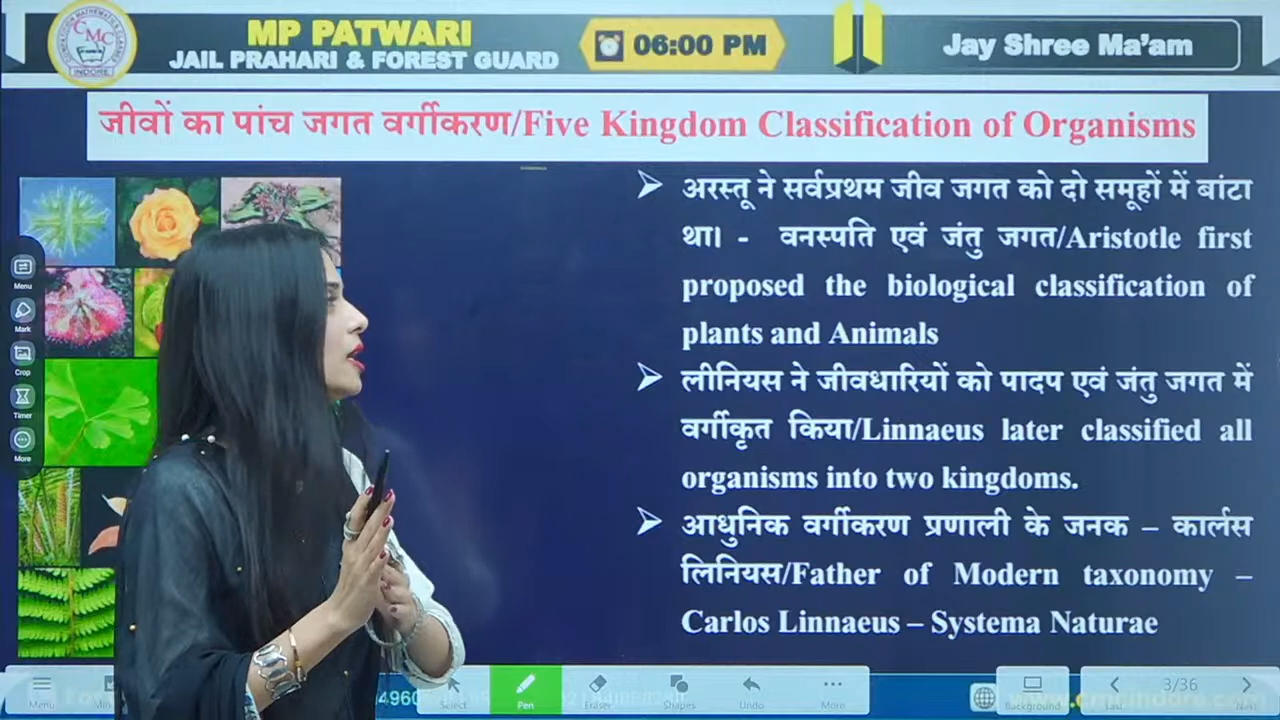 MP PATWARI
JAIL PRAHARI & FOREST GUARD
06:00 PM
Jay Shree Ma'am
CMC
INDORE
जीवों का पांच जगत वर्गीकरण/Five Kingdom Classification of Organisms
➢ अरस्तू ने सर्वप्रथम जीव जगत को दो समूहों में बांटा
था। - वनस्पति एवं जंतु जगत/Aristotle first
proposed the biological classification of
plants and Animals
➢ लीनियस ने जीवधारियों को पादप एवं जंतु जगत में
वर्गीकृत किया/Linnaeus later classified all
organisms into two kingdoms.
➢ आधुनिक वर्गीकरण प्रणाली के जनक – कार्लस
लिनियस/Father of Modern taxonomy –
Carlos Linnaeus – Systema Naturae
Menu
Mark
Crop
Timer
More
Menu
Select
Pen
Eraser
Shapes
Undo
More
Background
Last
3/36
Next